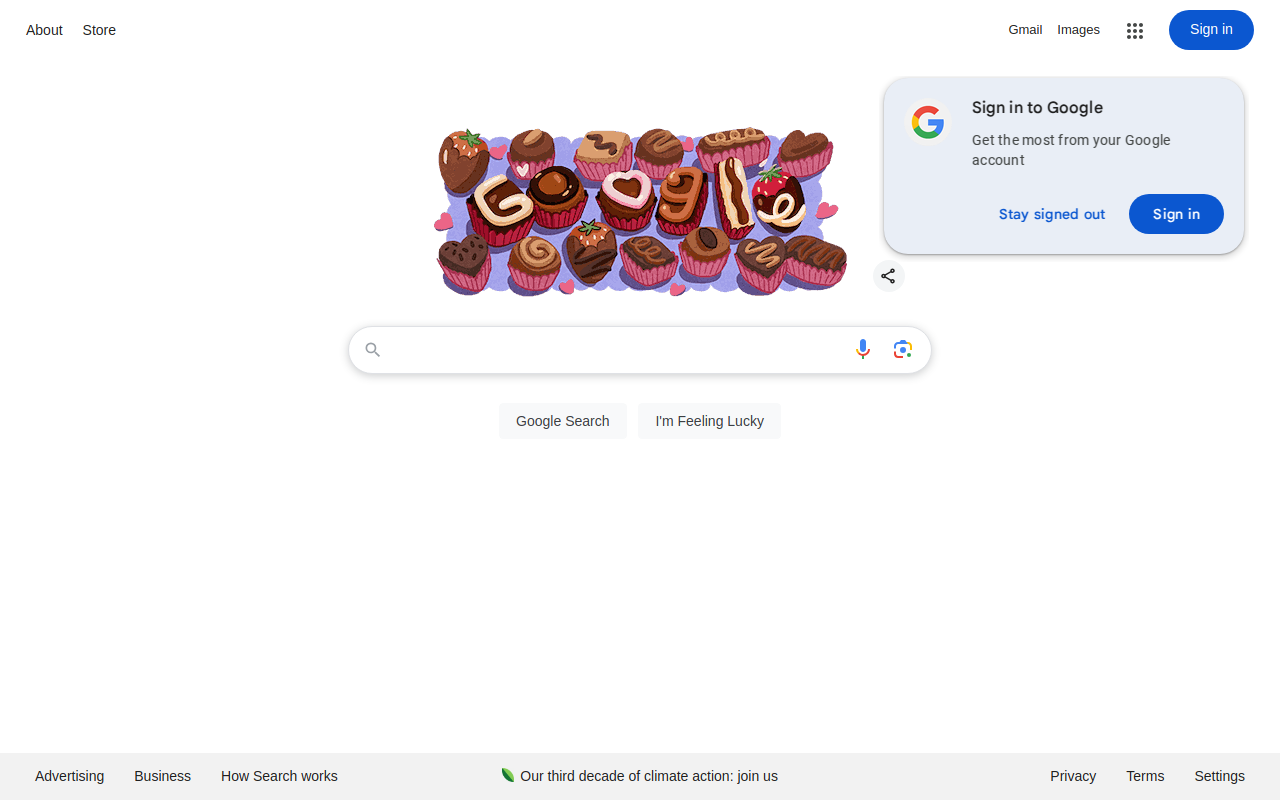 About Store
Gmail Images Sign in
Sign in to Google
Get the most from your Google
account
Stay signed out Sign in
Google
Google Search I'm Feeling Lucky
Advertising Business How Search works
Our third decade of climate action: join us
Privacy Terms Settings